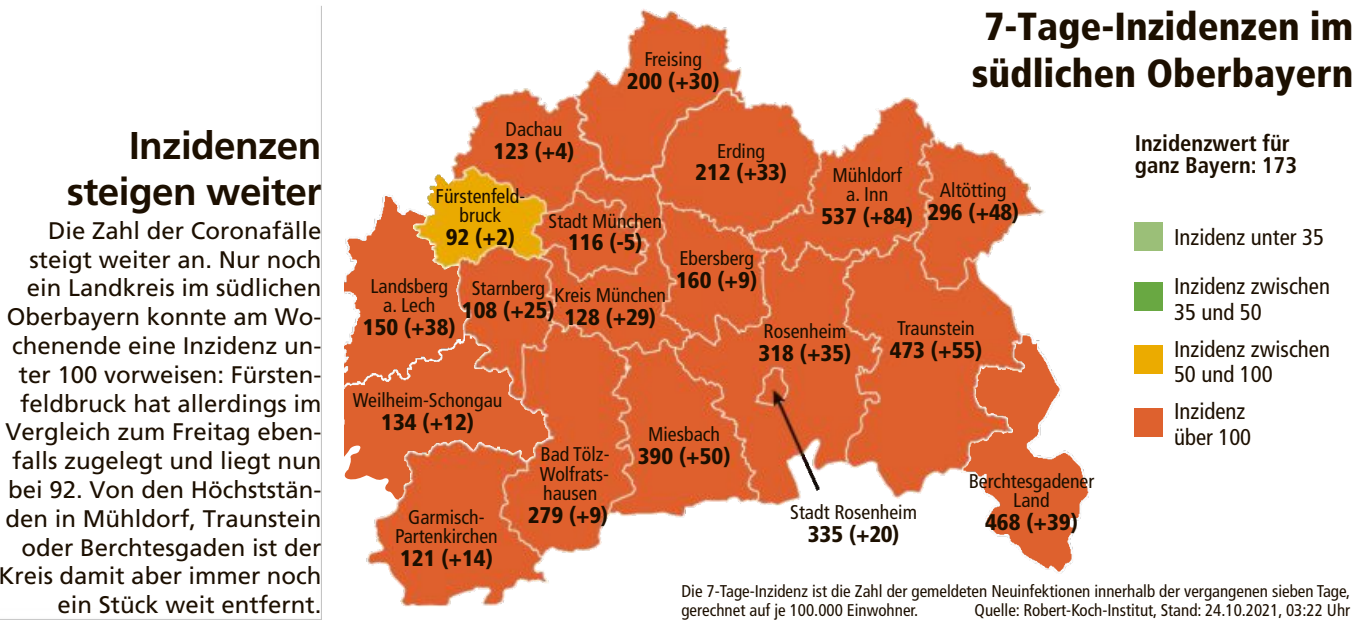 Inzidenzen
steigen weiter
Die Zahl der Coronafälle
steigt weiter an. Nur noch
ein Landkreis im südlichen
Oberbayern konnte am Wo-
chenende eine Inzidenz un-
ter 100 vorweisen: Fürsten-
feldbruck hat allerdings im
Vergleich zum Freitag eben-
falls zugelegt und liegt nun
bei 92. Von den Höchststän-
den in Mühldorf, Traunstein
oder Berchtesgaden ist der
Kreis damit aber immer noch
ein Stück weit entfernt.
7-Tage-Inzidenzen im
südlichen Oberbayern
Freising
200 (+30)
Dachau
123 (+4)
Erding
212 (+33)
Mühldorf
a. Inn
537 (+84)
Altötting
296 (+48)
Fürstenfeld-
bruck
92 (+2)
Stadt München
116 (-5)
Ebersberg
160 (+9)
Landsberg
a. Lech
150 (+38)
Starnberg
108 (+25)
Kreis München
128 (+29)
Rosenheim
318 (+35)
Traunstein
473 (+55)
Weilheim-Schongau
134 (+12)
Miesbach
390 (+50)
Bad Tölz-
Wolfrats-
hausen
279 (+9)
Garmisch-
Partenkirchen
121 (+14)
Stadt Rosenheim
335 (+20)
Berchtesgadener
Land
468 (+39)
Inzidenzwert für
ganz Bayern: 173
Inzidenz unter 35
Inzidenz zwischen
35 und 50
Inzidenz zwischen
50 und 100
Inzidenz
über 100
Die 7-Tage-Inzidenz ist die Zahl der gemeldeten Neuinfektionen innerhalb der vergangenen sieben Tage,
gerechnet auf je 100.000 Einwohner. Quelle: Robert-Koch-Institut, Stand: 24.10.2021, 03:22 Uhr